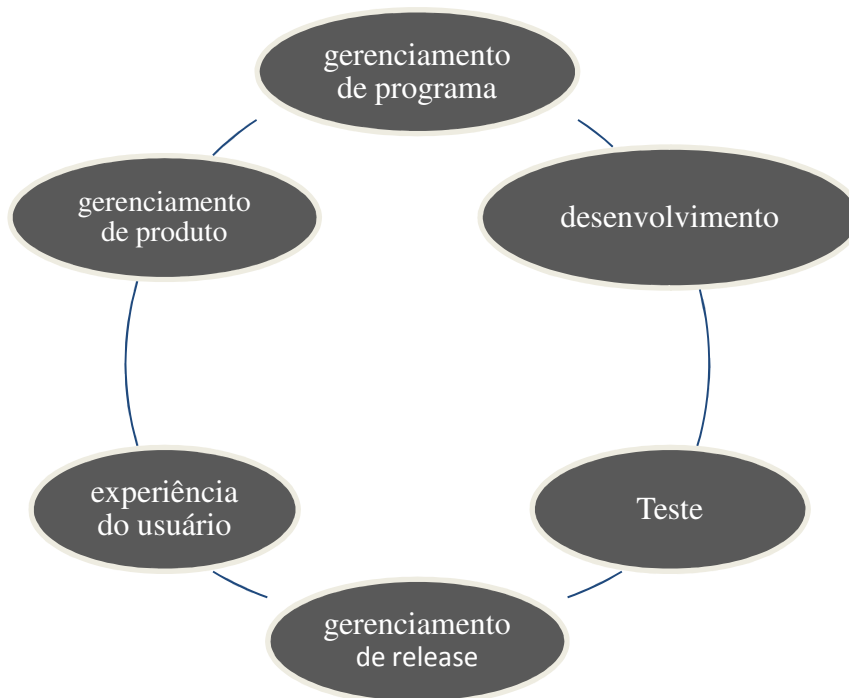 gerenciamento
de programa
desenvolvimento
Teste
gerenciamento
de release
experiência
do usuário
gerenciamento
de produto